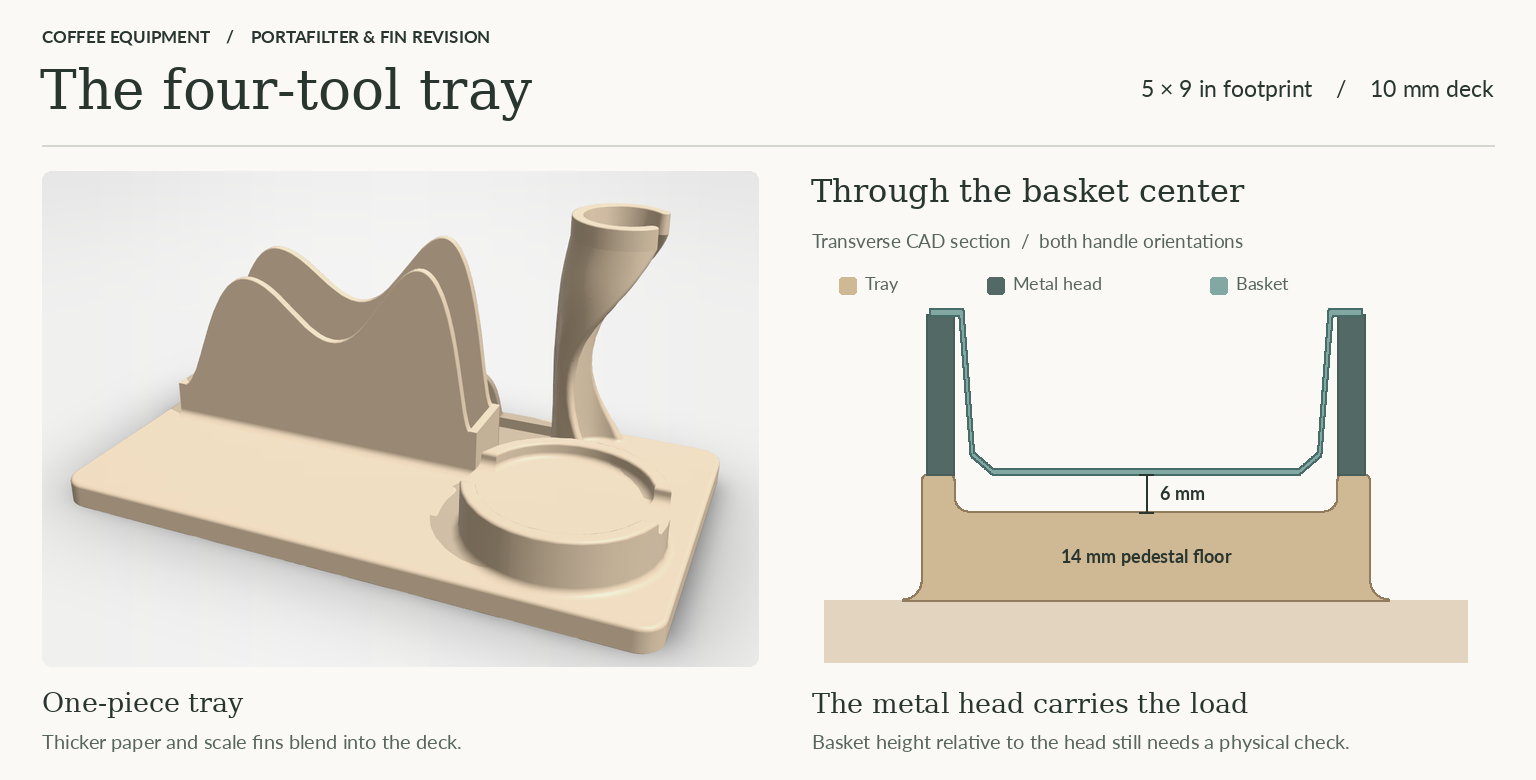 COFFEE EQUIPMENT / PORTAFILTER & FIN REVISION
The four-tool tray
5 × 9 in footprint / 10 mm deck
Through the basket center
Transverse CAD section / both handle orientations
Tray
Metal head
Basket
6 mm
14 mm pedestal floor
One-piece tray
Thicker paper and scale fins blend into the deck.
The metal head carries the load
Basket height relative to the head still needs a physical check.